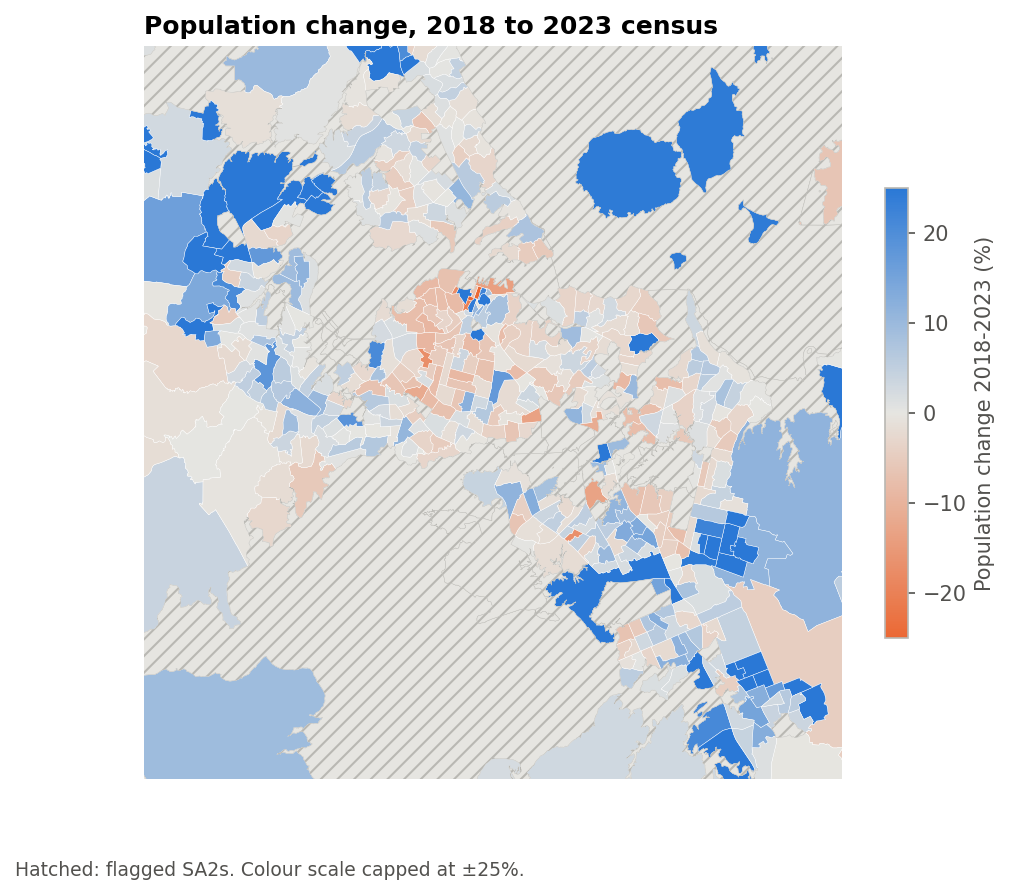 Population change, 2018 to 2023 census
20
10
0
−10
−20
Population change 2018-2023 (%)
Hatched: flagged SA2s. Colour scale capped at ±25%.